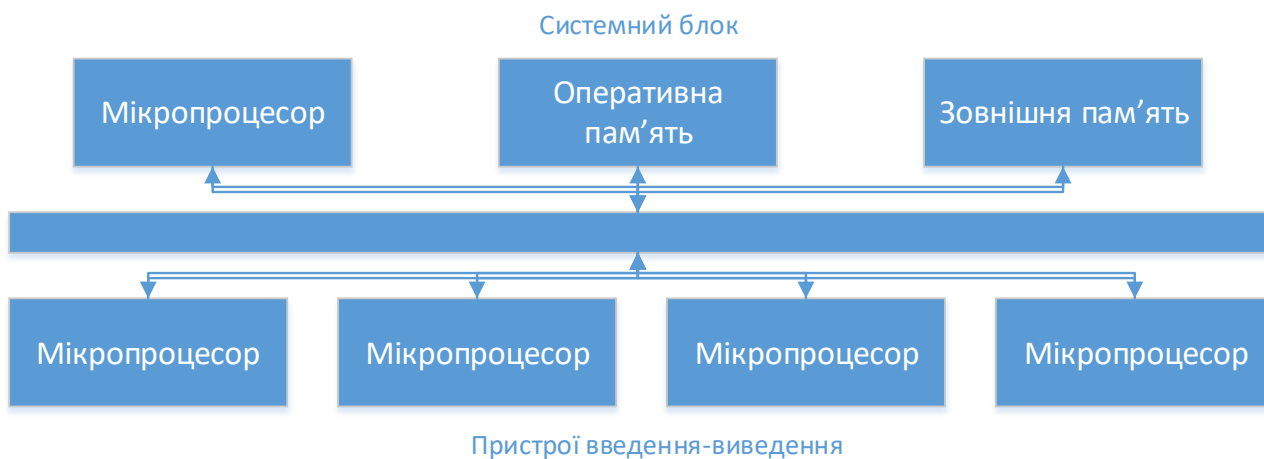 Системний блок
Мікропроцесор
Оперативна
пам’ять
Зовнішня пам’ять
Мікропроцесор
Мікропроцесор
Мікропроцесор
Мікропроцесор
Пристрої введення-виведення